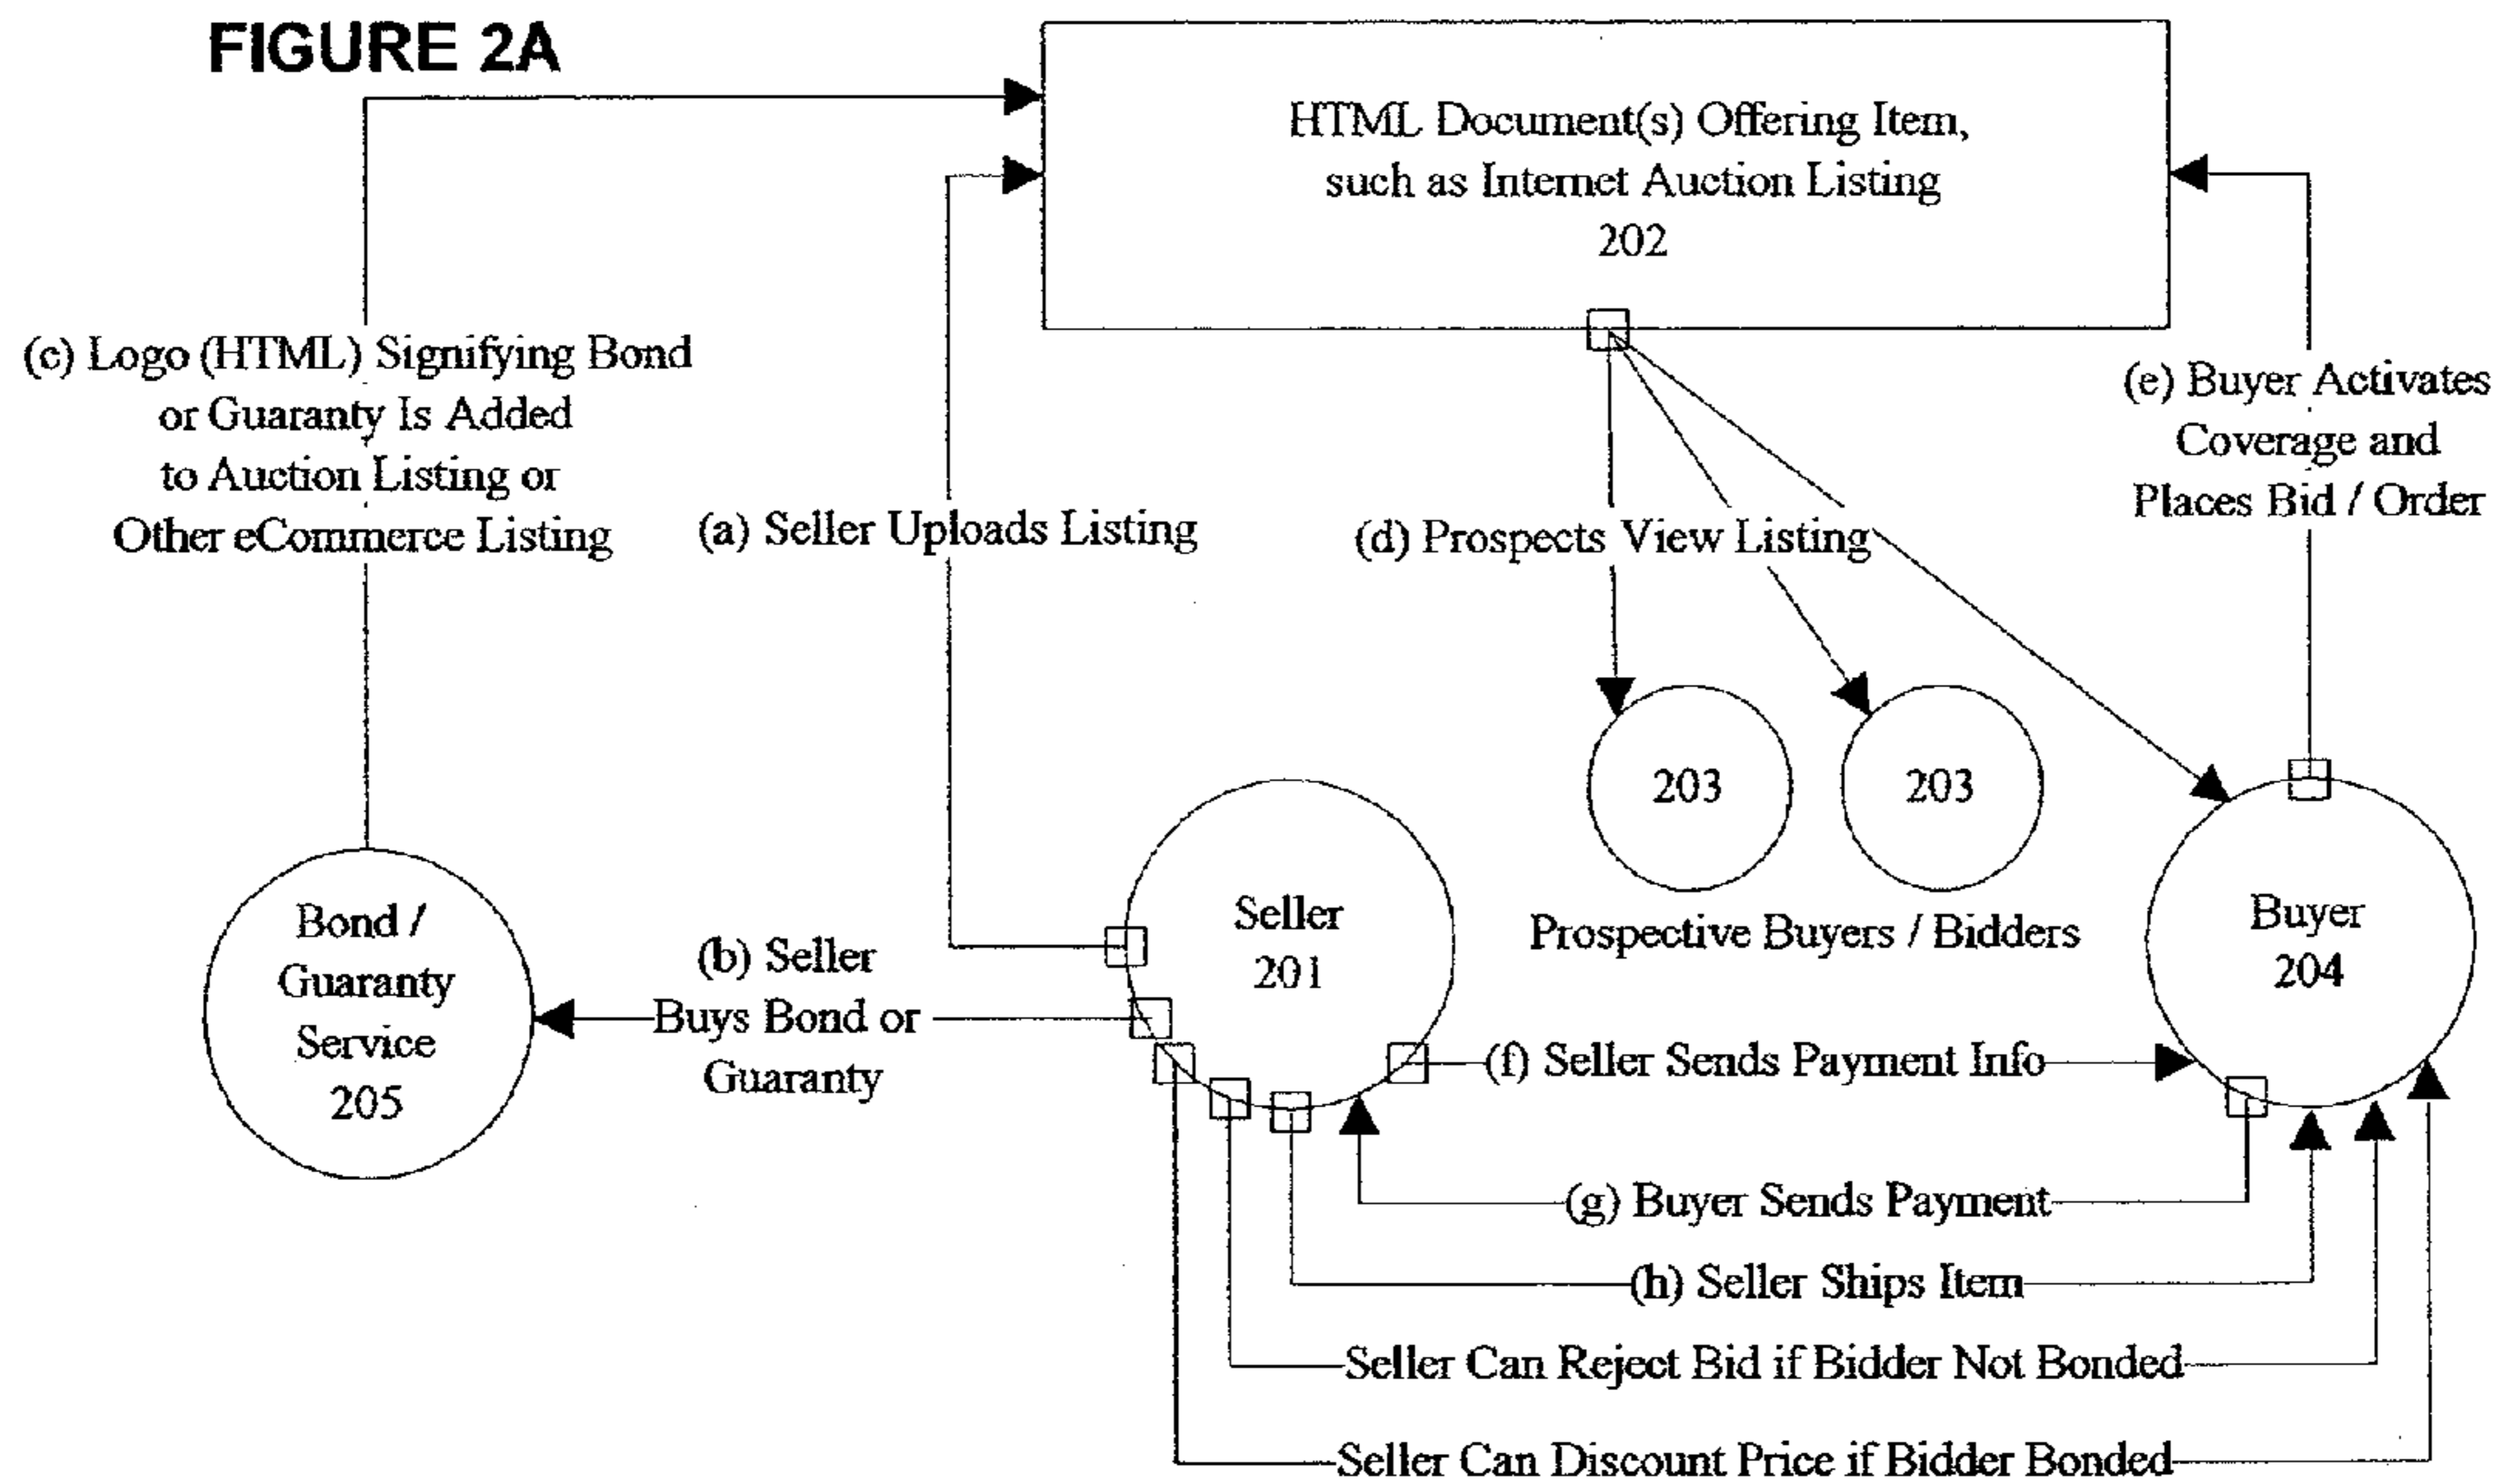 FIGURE 2A
HTML Document(s) Offering Item,
such as Internet Auction Listing
202
(c) Logo (HTML) Signifying Bond
or Guaranty Is Added
to Auction Listing or
Other eCommerce Listing
(a) Seller Uploads Listing
(d) Prospects View Listing
(e) Buyer Activates
Coverage and
Places Bid / Order
203
203
Prospective Buyers / Bidders
Bond /
Guaranty
Service
205
(b) Seller
Buys Bond or
Guaranty
Seller
201
Buyer
204
(f) Seller Sends Payment Info
(g) Buyer Sends Payment
(h) Seller Ships Item
Seller Can Reject Bid if Bidder Not Bonded
Seller Can Discount Price if Bidder Bonded